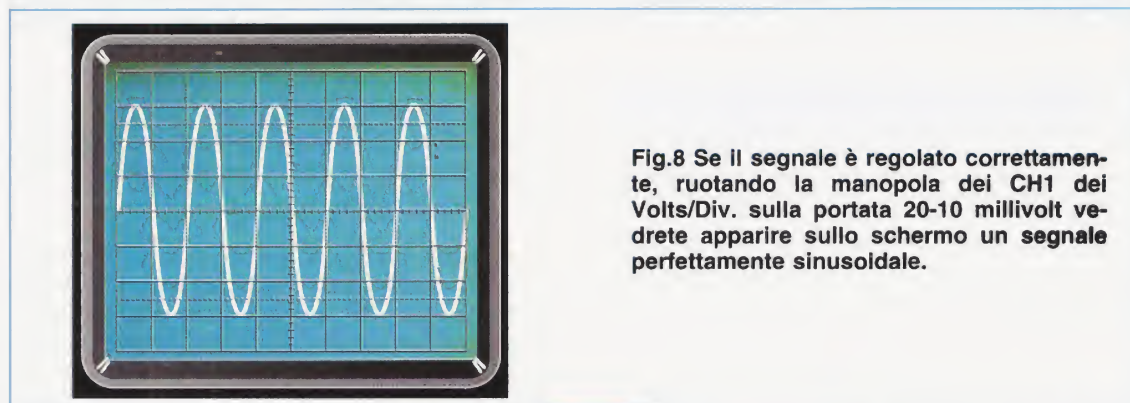 Fig.8 Se il segnale è regolato correttamen-
te, ruotando la manopola dei CH1 dei
Volts/Div. sulla portata 20-10 millivolt ve-
drete apparire sullo schermo un segnale
perfettamente sinusoidale.